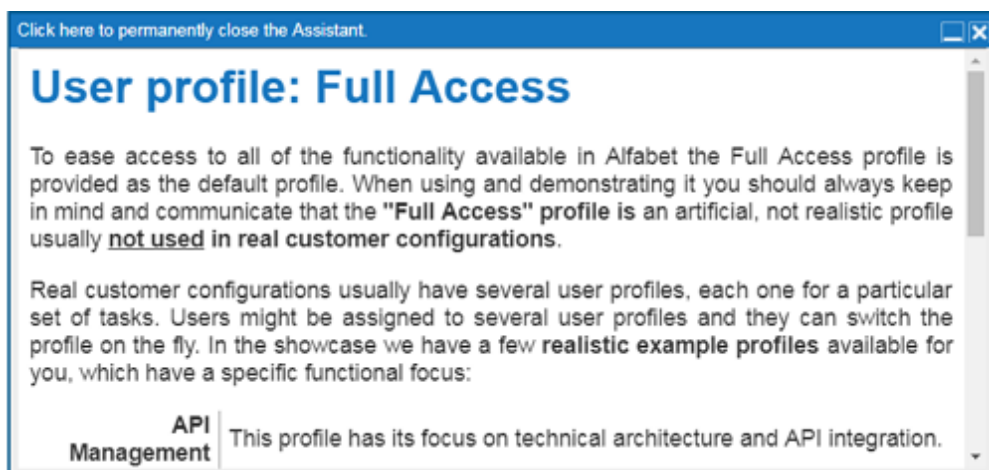 Click here to permanently close the Assistant.
User profile: Full Access
To ease access to all of the functionality available in Alfabet the Full Access profile is
provided as the default profile. When using and demonstrating it you should always keep
in mind and communicate that the "Full Access" profile is an artificial, not realistic profile
usually not used in real customer configurations.
Real customer configurations usually have several user profiles, each one for a particular
set of tasks. Users might be assigned to several user profiles and they can switch the
profile on the fly. In the showcase we have a few realistic example profiles available for
you, which have a specific functional focus:
API
Management
This profile has its focus on technical architecture and API integration.